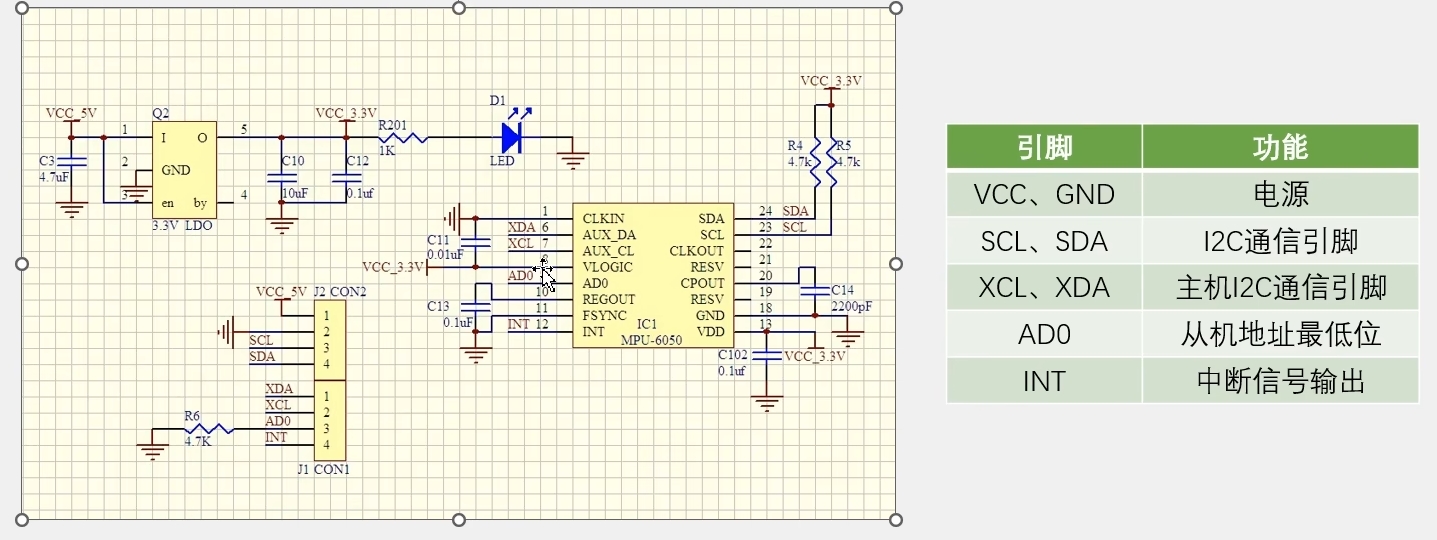 VCC_5V
Q2
1
I
O
5
2
GND
3
en
by
4
3.3V LDO
C3
4.7uF
C10
10uF
VCC_3.3V
C12
0.1uf
R201
1K
D1
LED
VCC_3.3V
R4
4.7k
R5
4.7k
1
CLKIN
XDA 6
AUX_DA
XCL 7
AUX_CL
VLOGIC
AD0
AD0
10
REGOUT
11
FSYNC
INT 12
INT
SDA
24
SDA
SCL
23
SCL
CLKOUT
22
RESV
21
CPOUT
20
RESV
19
GND
18
VDD
13
IC1
MPU-6050
C11
0.01uF
VCC_3.3V
C13
0.1uF
C14
2200pF
C102
0.1uf
VCC_3.3V
VCC_5V
J2 CON2
1
2
SCL
3
SDA
4
XDA
1
XCL
2
AD0
3
INT
4
R6
4.7K
J1 CON1
引脚 功能
VCC、GND 电源
SCL、SDA I2C通信引脚
XCL、XDA 主机I2C通信引脚
AD0 从机地址最低位
INT 中断信号输出